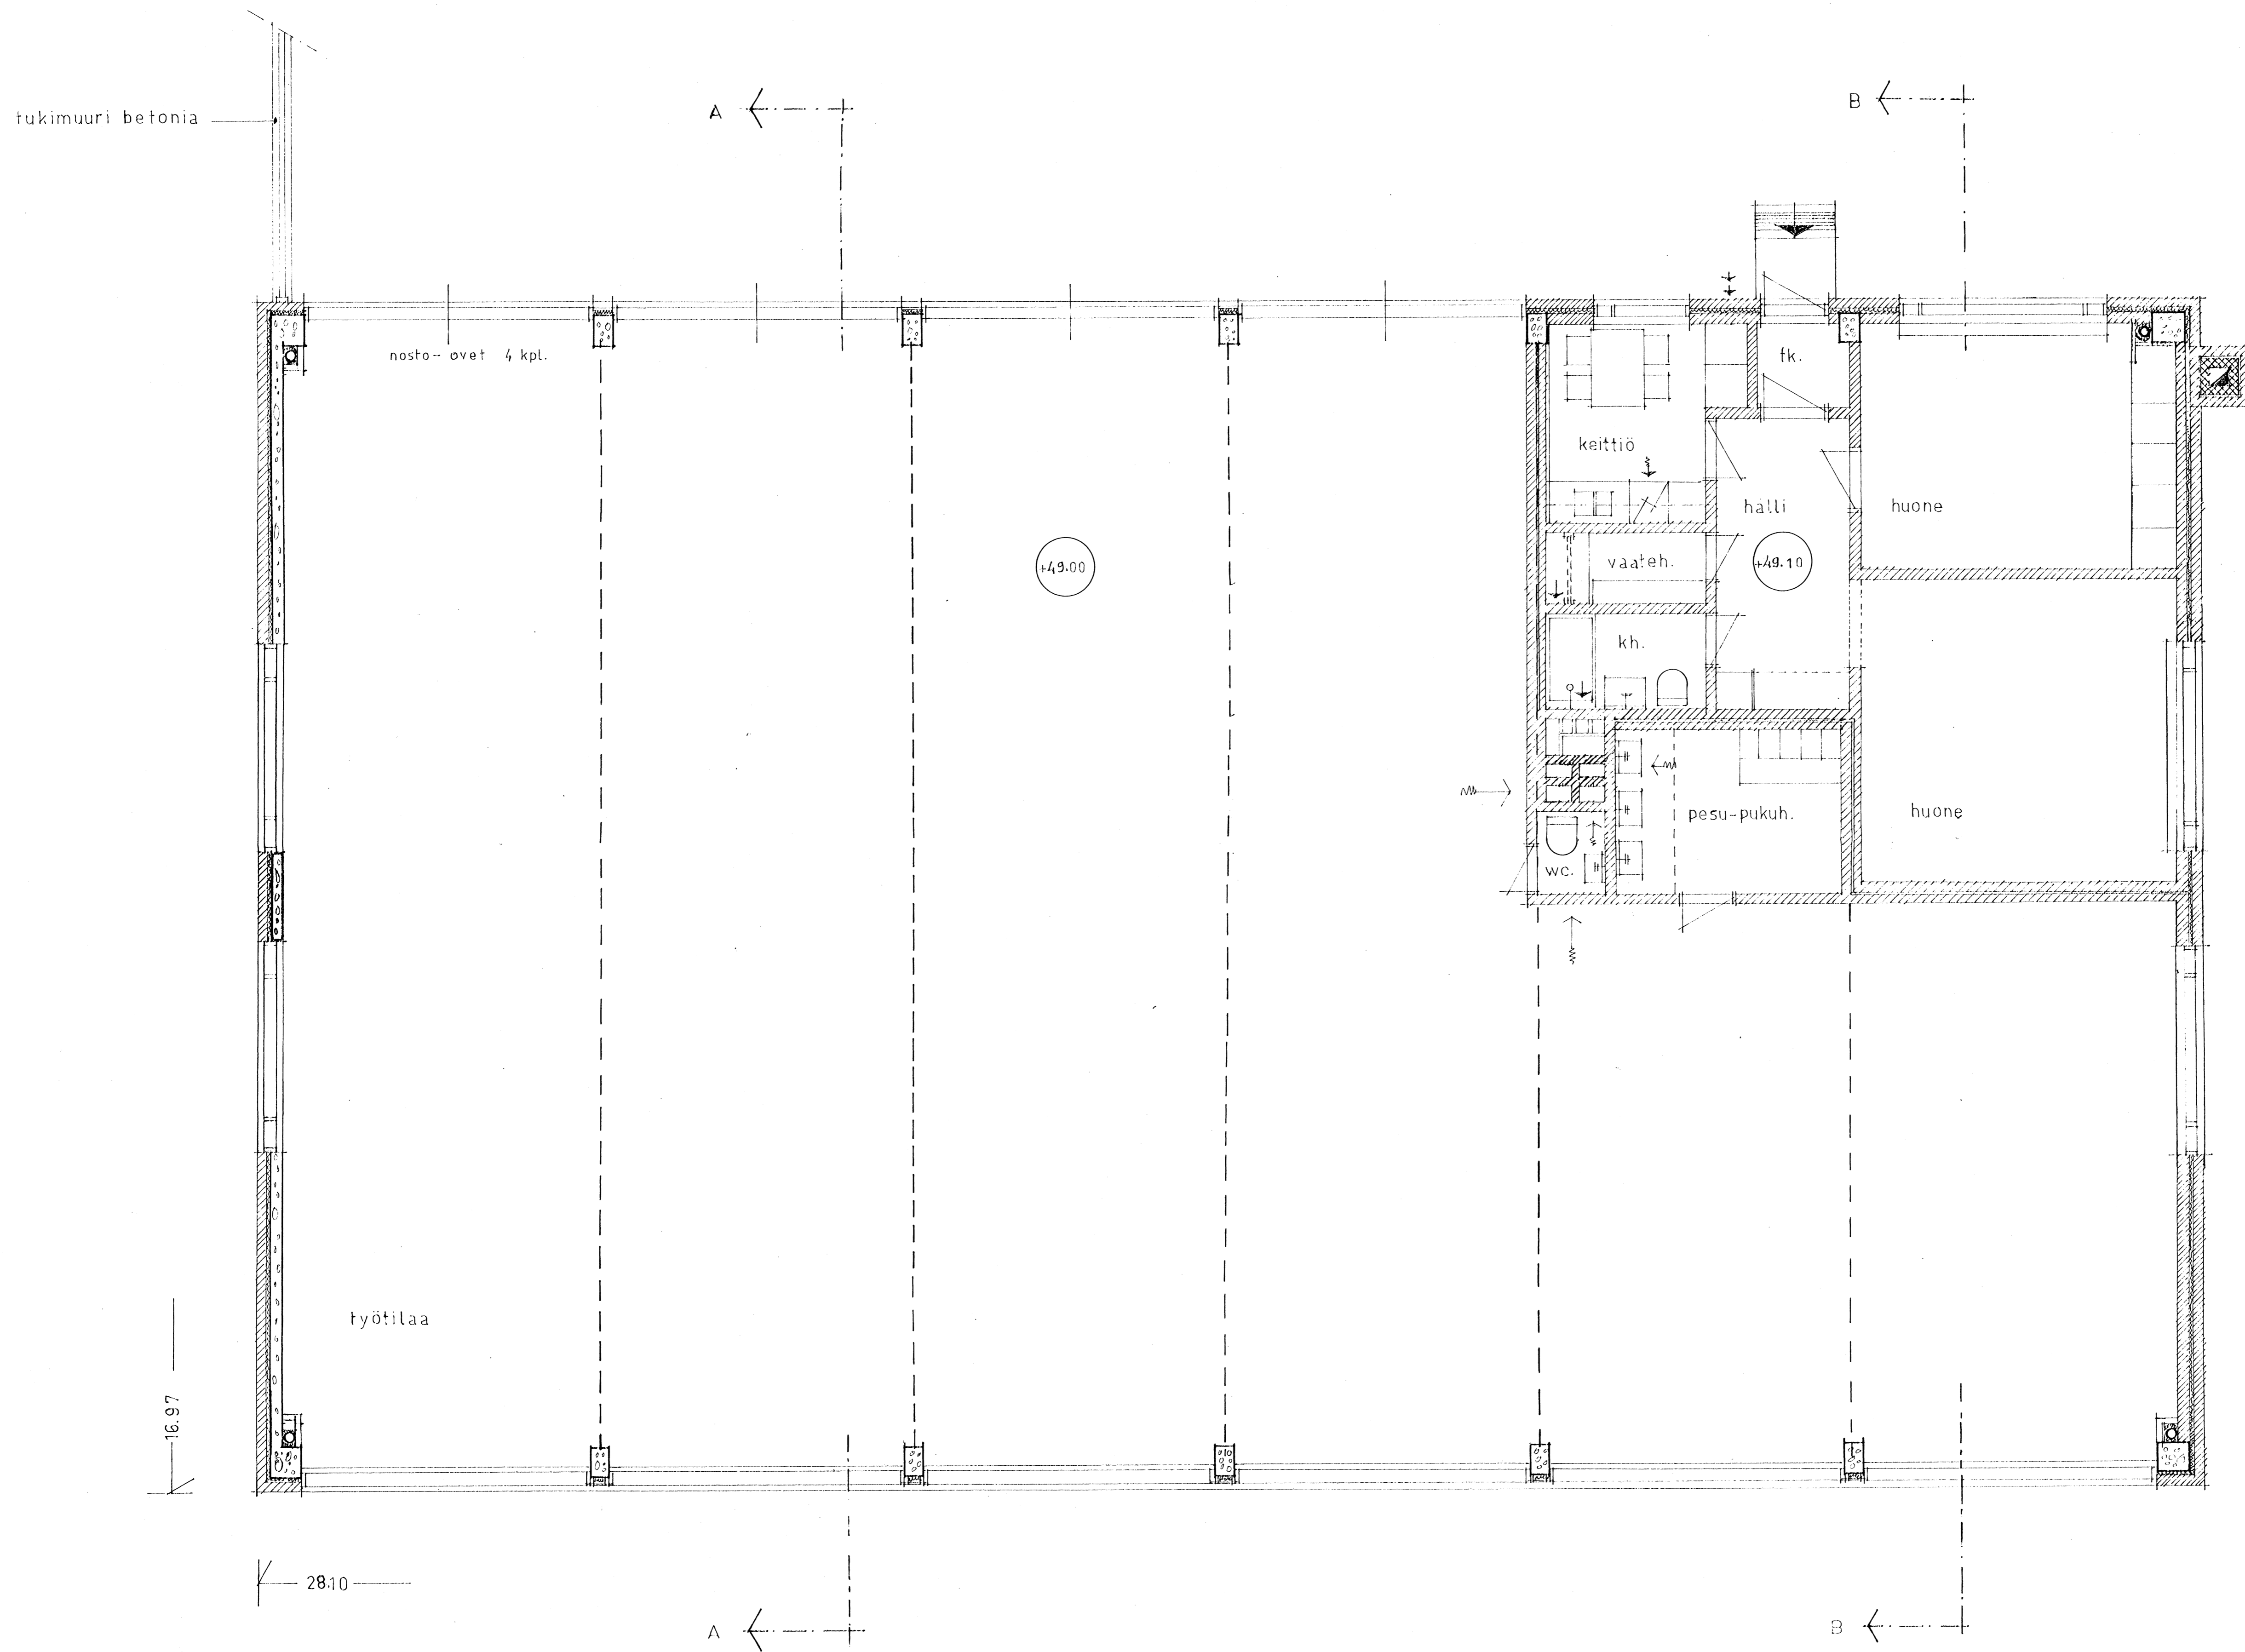 A
B
tukimuuri betonia
nosto-ovet 4 kpl.
tk.
keittiö
halli
huone
+49.00
vaateh.
+49.10
kh.
pesu-pukuh.
huone
wc.
työtilaa
16.97
28.10
A
B